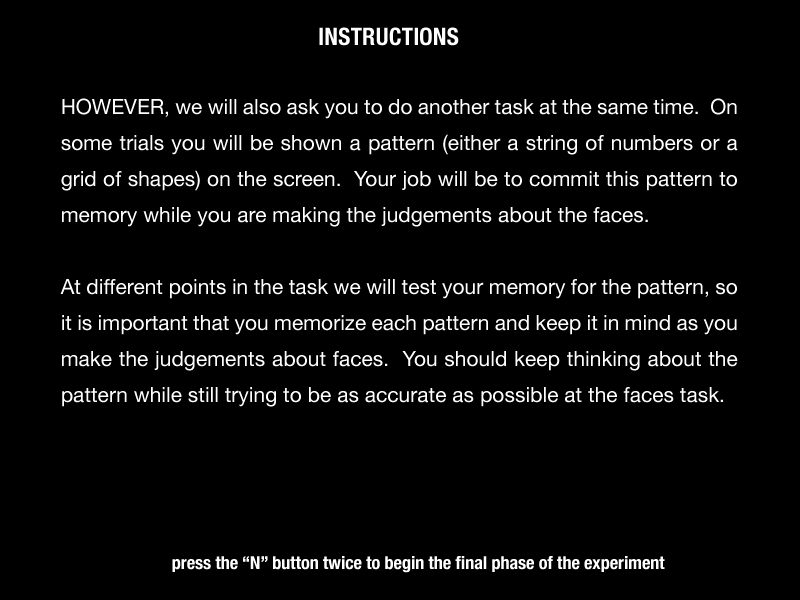 INSTRUCTIONS
HOWEVER, we will also ask you to do another task at the same time.  On
some trials you will be shown a pattern (either a string of numbers or a
grid of shapes) on the screen.  Your job will be to commit this pattern to
memory while you are making the judgements about the faces.
At different points in the task we will test your memory for the pattern, so
it is important that you memorize each pattern and keep it in mind as you
make the judgements about faces.  You should keep thinking about the
pattern while still trying to be as accurate as possible at the faces task.
press the “N” button twice to begin the final phase of the experiment